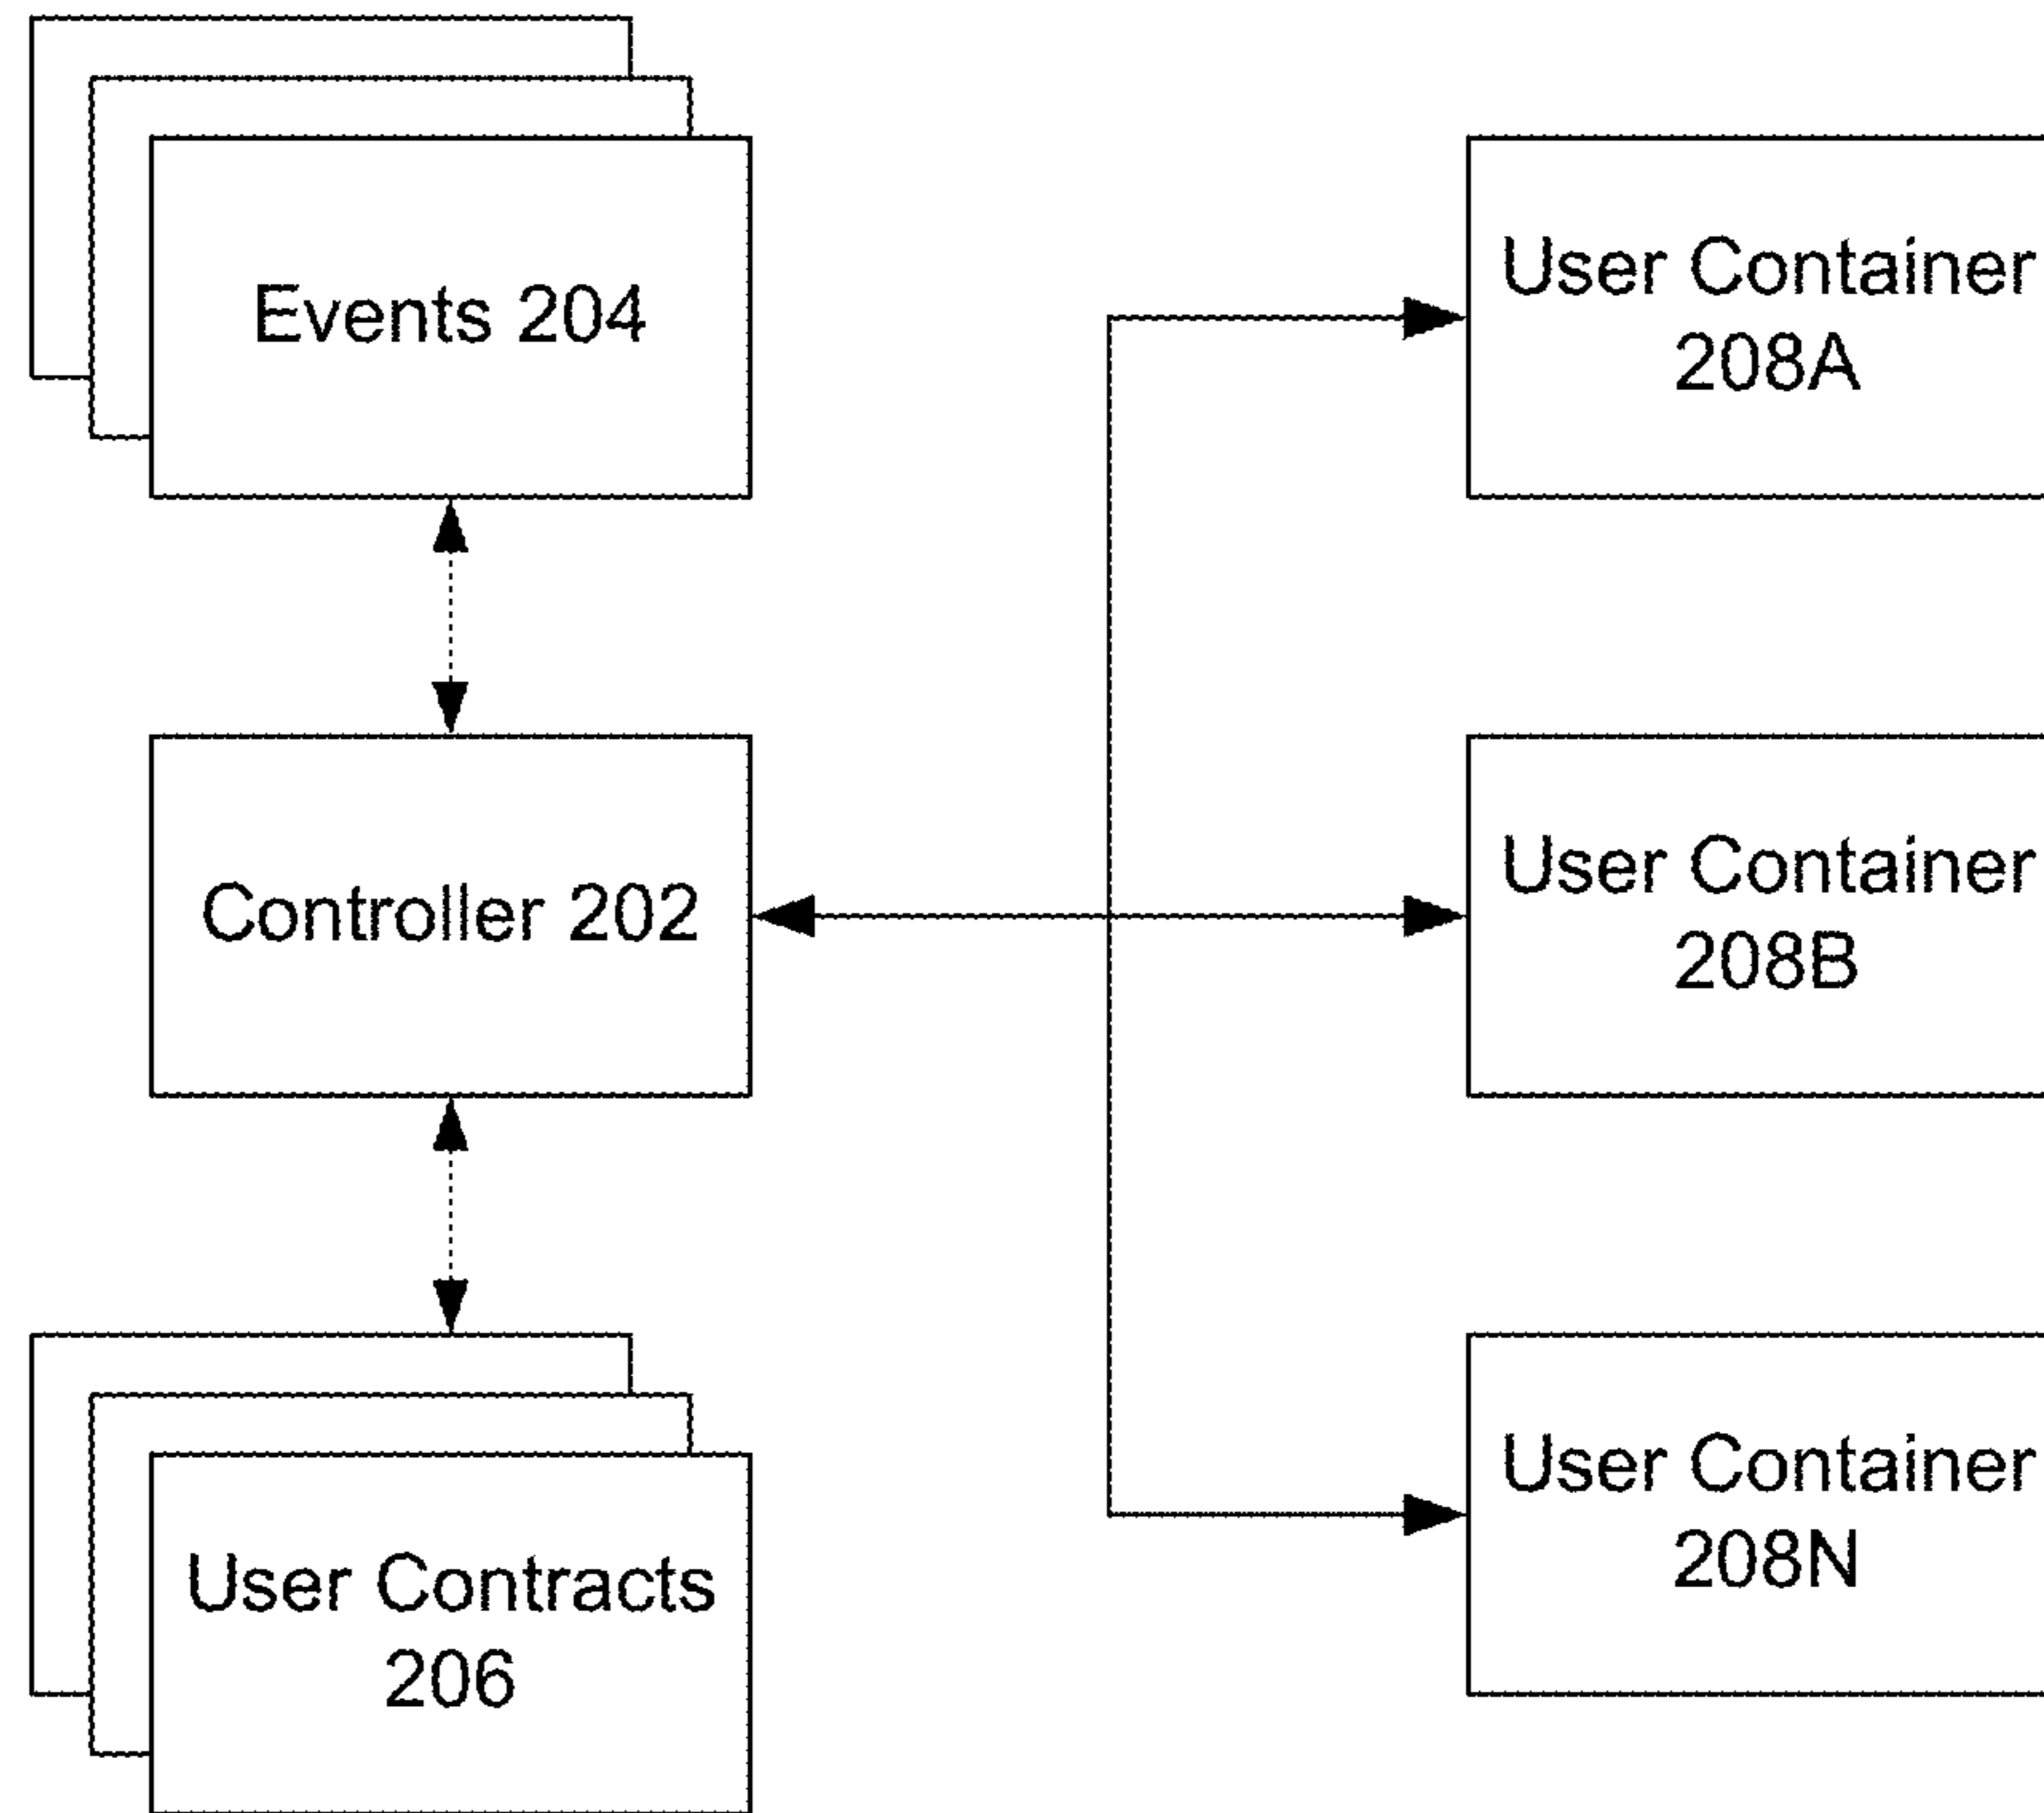 Events 204
User Container
208A
Controller 202
User Container
208B
User Contracts
206
User Container
208N